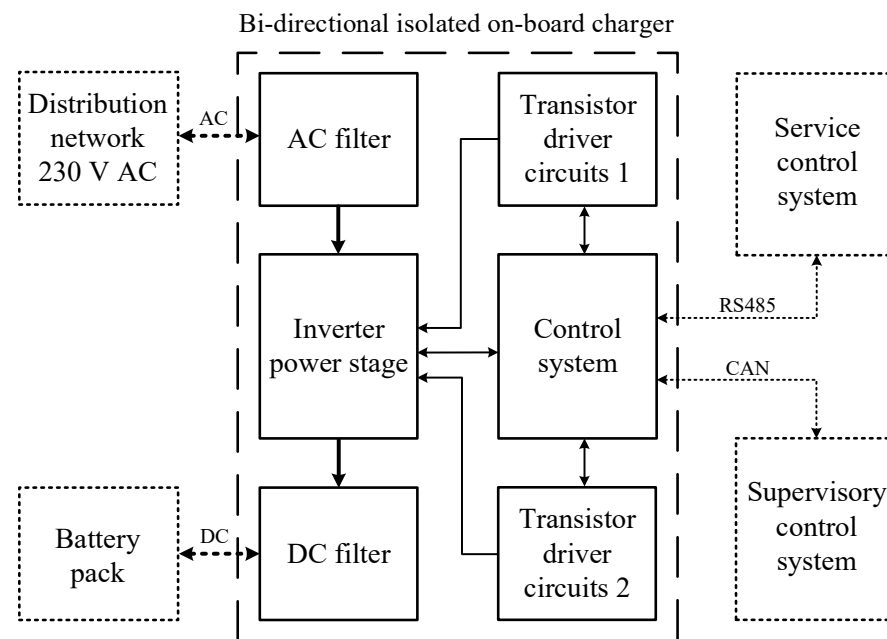 Bi-directional isolated on-board charger
Distribution
network
230 V AC
AC
AC filter
Transistor
driver
circuits 1
Service
control
system
Inverter
power stage
Control
system
RS485
CAN
Battery
pack
DC
DC filter
Transistor
driver
circuits 2
Supervisory
control
system